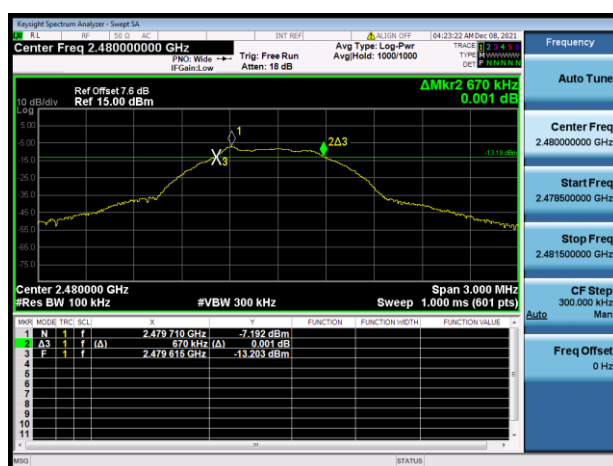 Keysight Spectrum Analyzer - Swept SA
RL RF 50 Ω AC INT REF ALIGN OFF 04:23:22 AM Dec 08, 2021
Center Freq 2.480000000 GHz
PNO: Wide Trig: Free Run
IFGain:Low Atten: 18 dB
Avg Type: Log-Pwr
Avg|Hold: 1000/1000
TRACE 1 2 3 4 5 6
TYPE M W W W W W
DET P N N N N N
Ref Offset 7.6 dB
Ref 15.00 dBm
ΔMkr2 670 kHz
0.001 dB
10 dB/div
Log
5.00
-5.00
-15.0
-25.0
-35.0
-45.0
-55.0
-65.0
-75.0
1
X3
2Δ3
-13.19 dBm
Center 2.480000 GHz
Span 3.000 MHz
#Res BW 100 kHz #VBW 300 kHz Sweep 1.000 ms (601 pts)
MKR MODE TRC SCL X Y FUNCTION FUNCTION WIDTH FUNCTION VALUE
1 N 1 f 2.479 710 GHz -7.192 dBm
2 Δ3 1 f (Δ) 670 kHz (Δ) 0.001 dB
3 F 1 f 2.479 615 GHz -13.203 dBm
4
5
6
7
8
9
10
11
MSG STATUS
Frequency
Auto Tune
Center Freq
2.480000000 GHz
Start Freq
2.478500000 GHz
Stop Freq
2.481500000 GHz
CF Step
300.000 kHz
Auto Man
Freq Offset
0 Hz